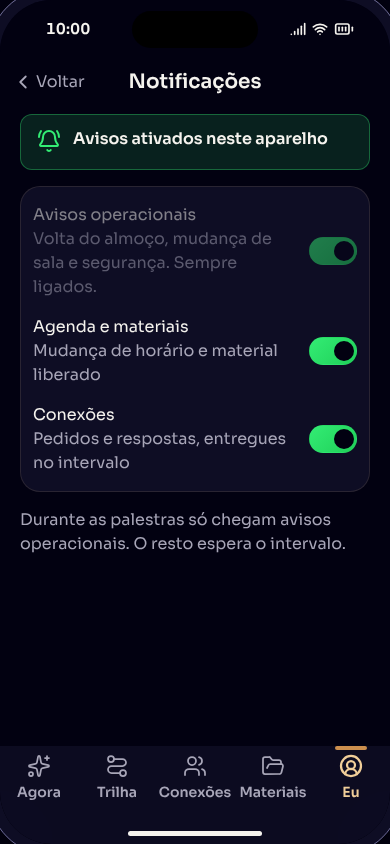 10:00
Voltar
Notificações
Avisos ativados neste aparelho
Avisos operacionais
Volta do almoço, mudança de
sala e segurança. Sempre
ligados.
Agenda e materiais
Mudança de horário e material
liberado
Conexões
Pedidos e respostas, entregues
no intervalo
Durante as palestras só chegam avisos
operacionais. O resto espera o intervalo.
Agora
Trilha
Conexões
Materiais
Eu